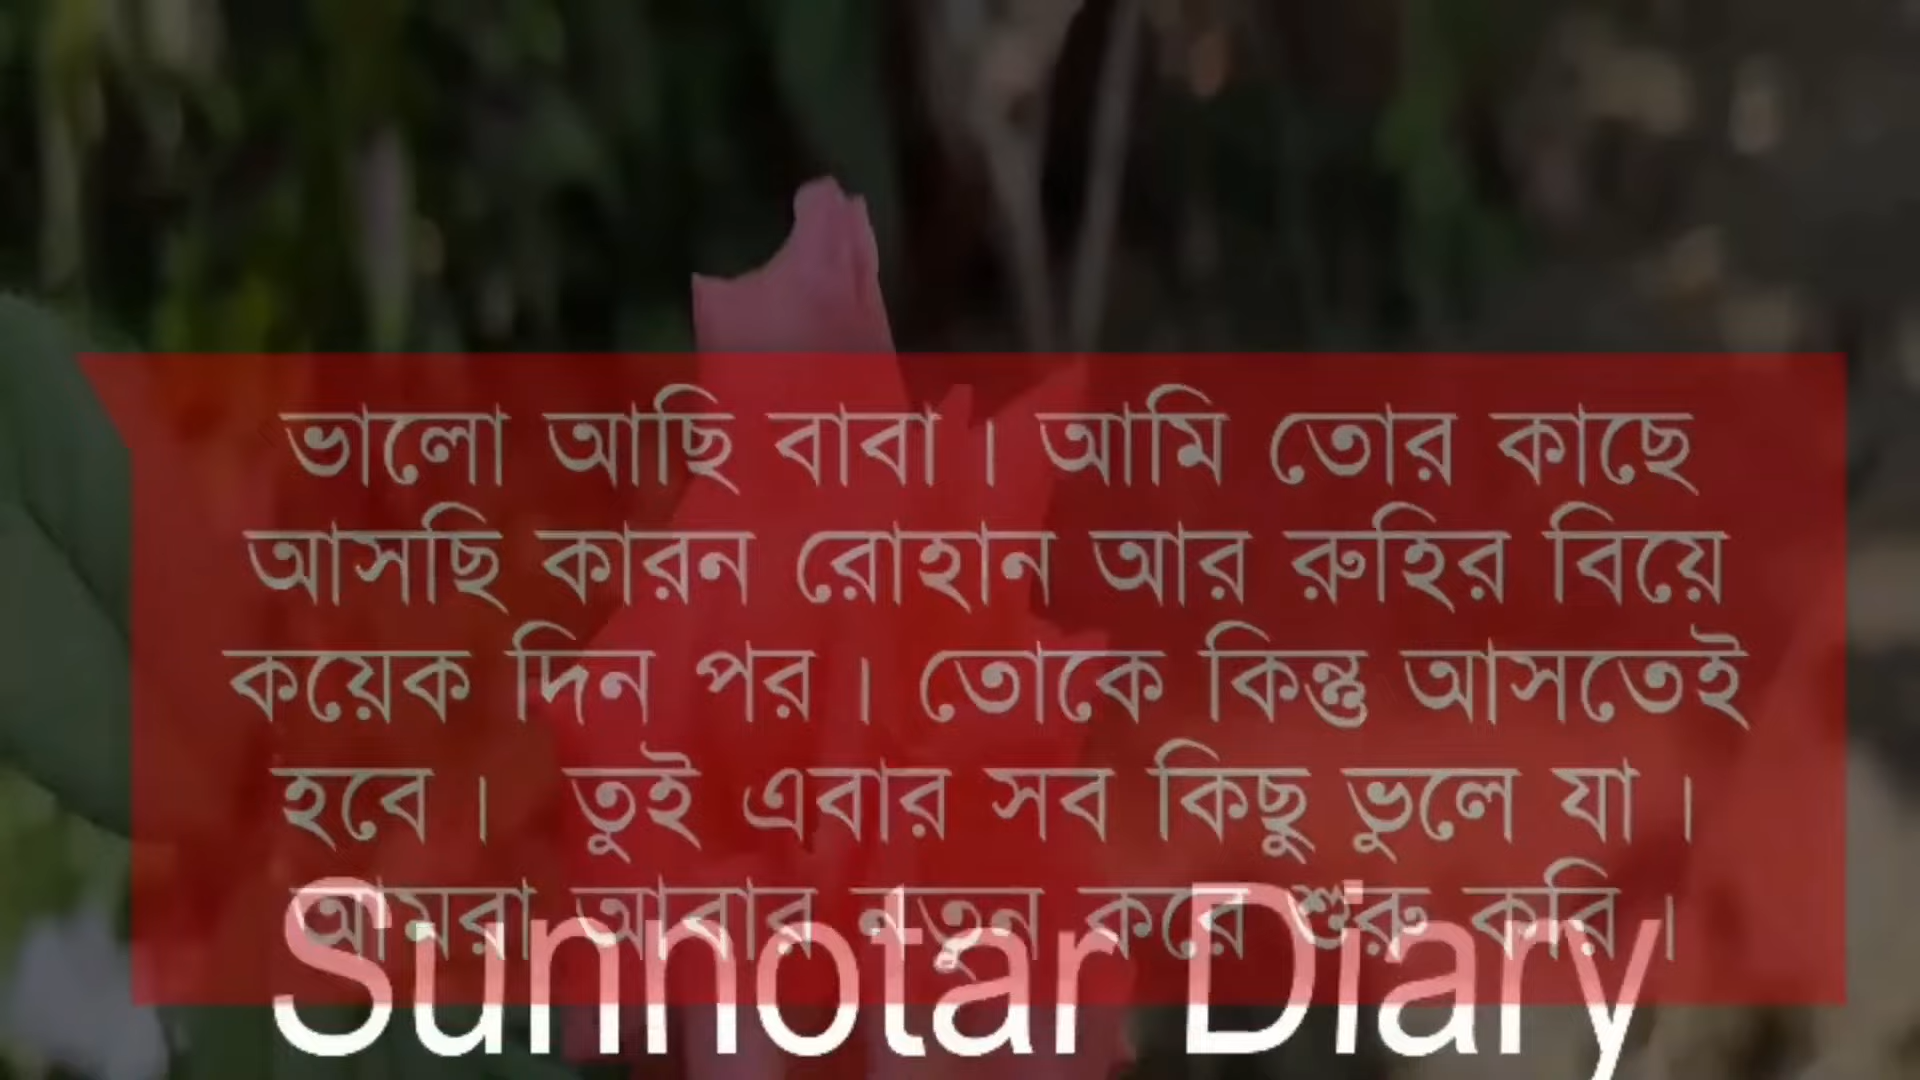 ভালো আছি বাবা । আমি তোর কাছে
আসছি কারন রোহান আর রুহির বিয়ে
কয়েক দিন পর । তোকে কিন্তু আসতেই
হবে । তুই এবার সব কিছু ভুলে যা ।
আমরা আবার নতুন করে শুরু করি ।
Sunnotar Diary